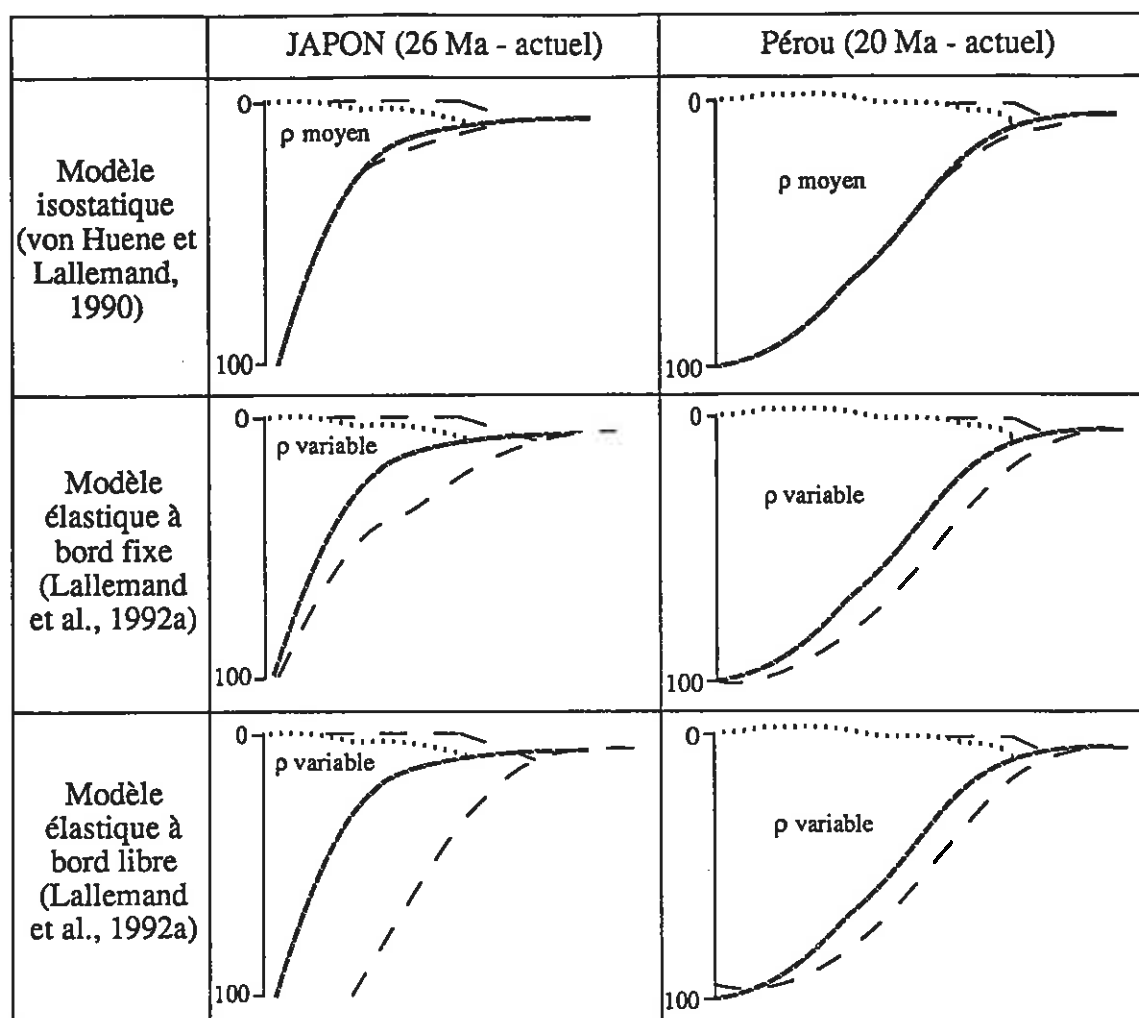 JAPON (26 Ma - actuel)
Pérou (20 Ma - actuel)
Modèle
isostatique
(von Huene et
Lallemand,
1990)
0
ρ moyen
100
0
ρ moyen
100
Modèle
élastique à
bord fixe
(Lallemand
et al., 1992a)
0
ρ variable
100
0
ρ variable
100
Modèle
élastique à
bord libre
(Lallemand
et al., 1992a)
0
ρ variable
100
0
ρ variable
100